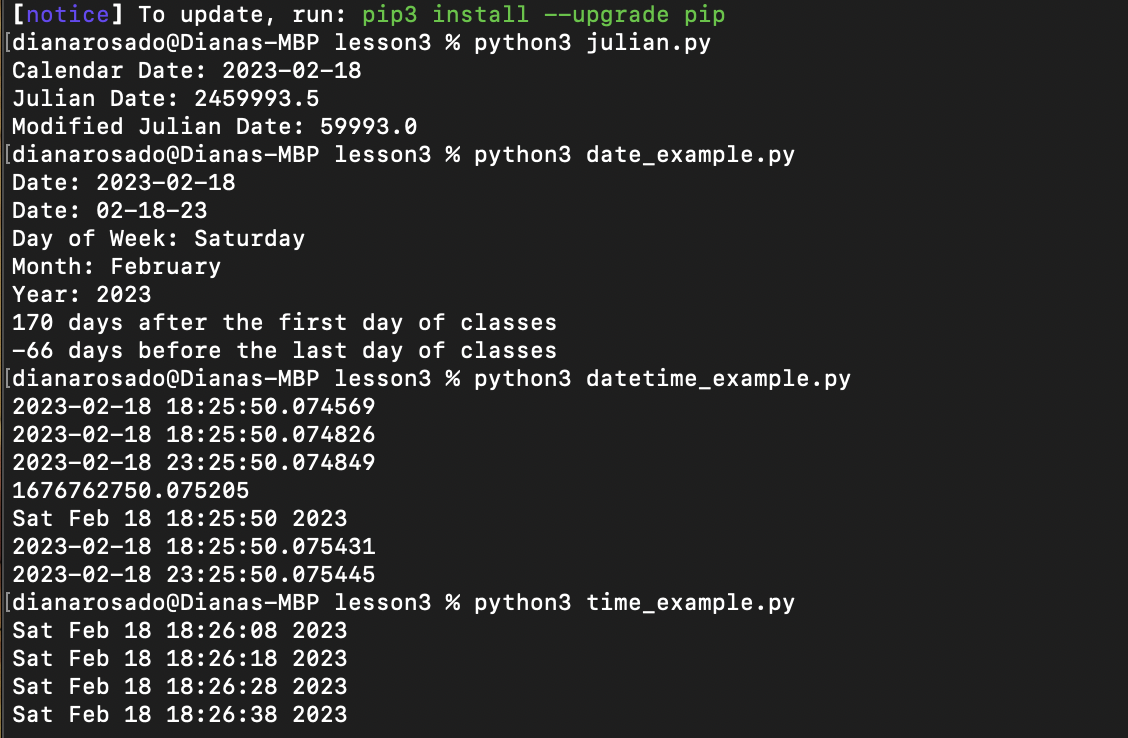 [notice] To update, run: pip3 install --upgrade pip
[dianarosado@Dianas-MBP lesson3 % python3 julian.py
Calendar Date: 2023-02-18
Julian Date: 2459993.5
Modified Julian Date: 59993.0
[dianarosado@Dianas-MBP lesson3 % python3 date_example.py
Date: 2023-02-18
Date: 02-18-23
Day of Week: Saturday
Month: February
Year: 2023
170 days after the first day of classes
-66 days before the last day of classes
[dianarosado@Dianas-MBP lesson3 % python3 datetime_example.py
2023-02-18 18:25:50.074569
2023-02-18 18:25:50.074826
2023-02-18 23:25:50.074849
1676762750.075205
Sat Feb 18 18:25:50 2023
2023-02-18 18:25:50.075431
2023-02-18 23:25:50.075445
[dianarosado@Dianas-MBP lesson3 % python3 time_example.py
Sat Feb 18 18:26:08 2023
Sat Feb 18 18:26:18 2023
Sat Feb 18 18:26:28 2023
Sat Feb 18 18:26:38 2023